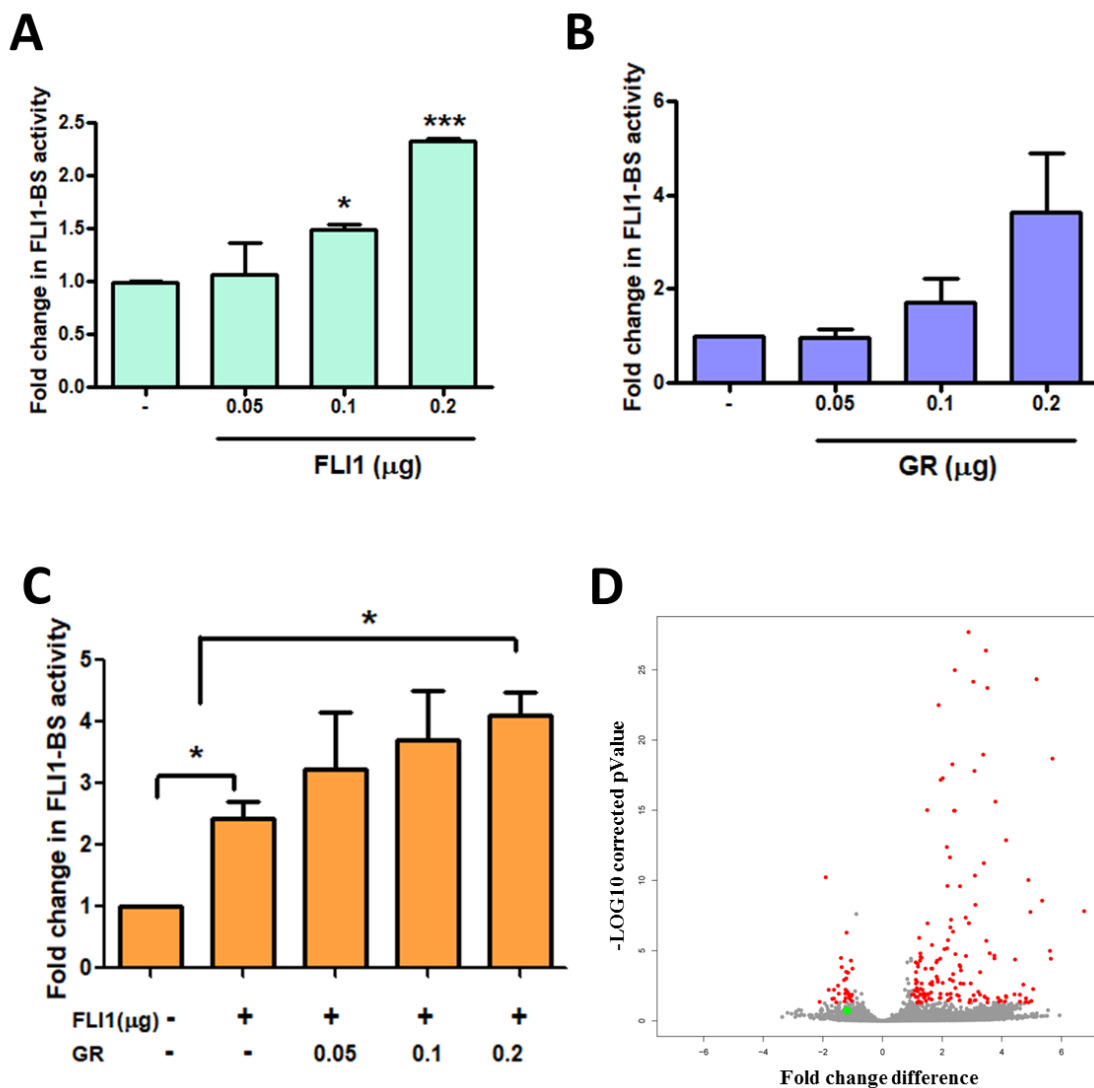 A
Fold change in FLI1-BS activity
2.5
2.0
1.5
1.0
0.5
0.0
*
***
- 0.05 0.1 0.2
FLI1 (μg)
B
Fold change in FLI1-BS activity
6
4
2
0
- 0.05 0.1 0.2
GR (μg)
C
Fold change in FLI1-BS activity
5
4
3
2
1
0
*
*
FLI1(μg) - + + + +
GR - - 0.05 0.1 0.2
D
-LOG10 corrected pValue
25
20
15
10
5
0
-6 -4 -2 0 2 4 6
Fold change difference